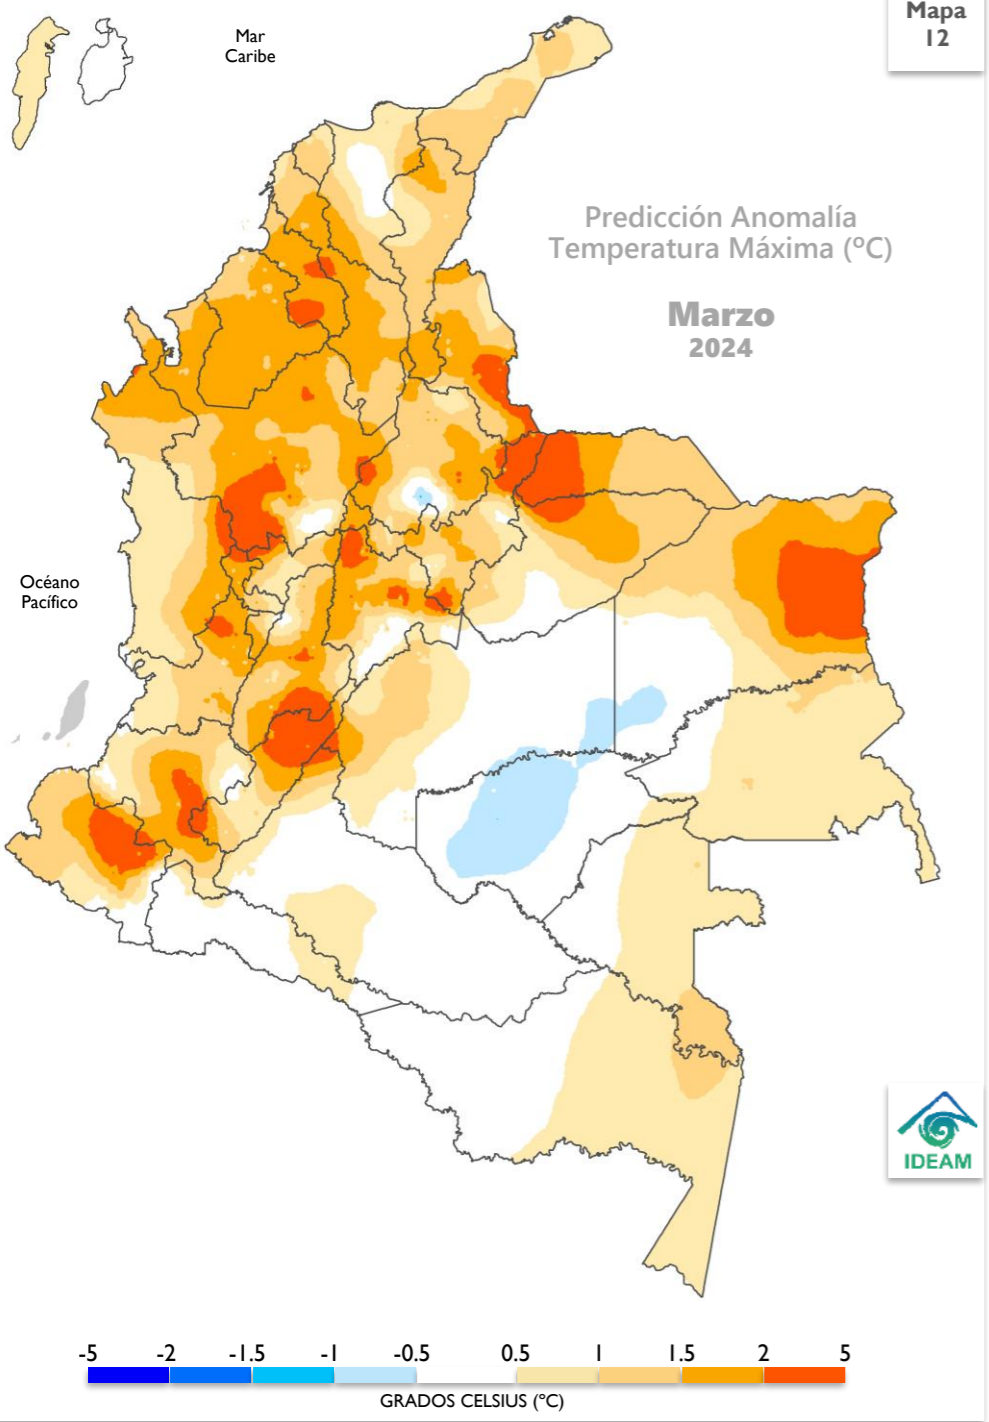 Mapa
12
Mar
Caribe
Predicción Anomalía
Temperatura Máxima (ºC)
Marzo
2024
Océano
Pacífico
IDEAM
-5 -2 -1.5 -1 -0.5 0.5 1 1.5 2 5
GRADOS CELSIUS (ºC)